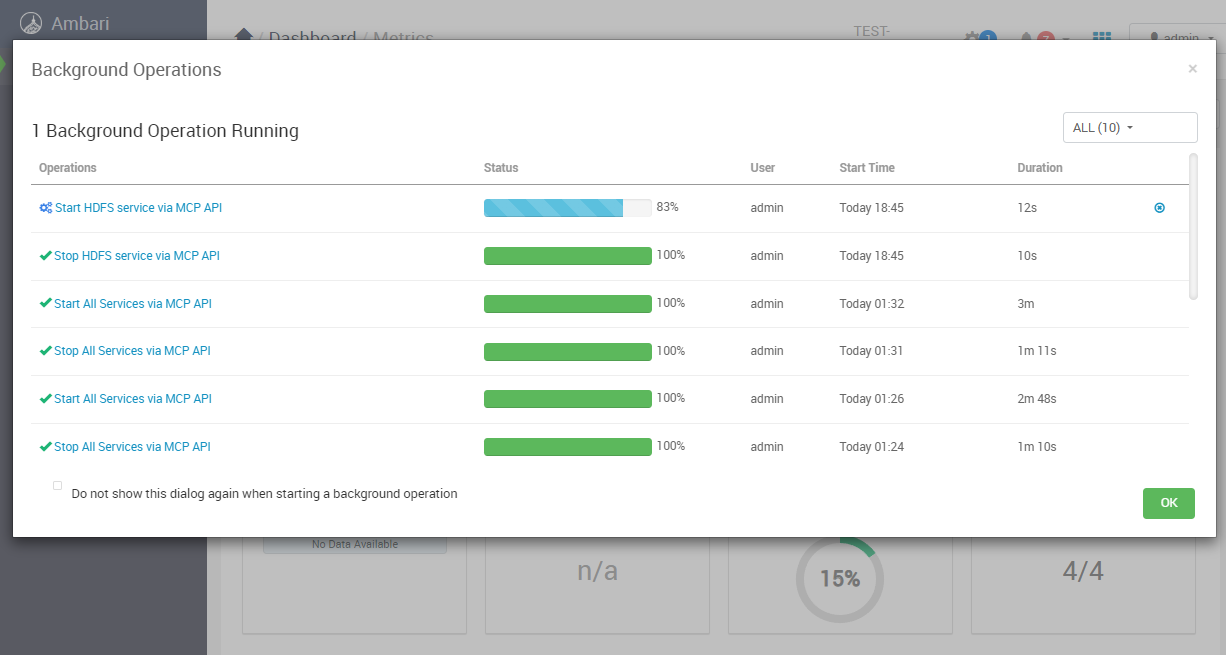 Ambari
/ Dashboard / Metrics
TEST-
1
7
admin
Background Operations
×
1 Background Operation Running
ALL (10)
Operations Status User Start Time Duration
Start HDFS service via MCP API 83% admin Today 18:45 12s
Stop HDFS service via MCP API 100% admin Today 18:45 10s
Start All Services via MCP API 100% admin Today 01:32 3m
Stop All Services via MCP API 100% admin Today 01:31 1m 11s
Start All Services via MCP API 100% admin Today 01:26 2m 48s
Stop All Services via MCP API 100% admin Today 01:24 1m 10s
Do not show this dialog again when starting a background operation
OK
No Data Available
n/a
15%
4/4